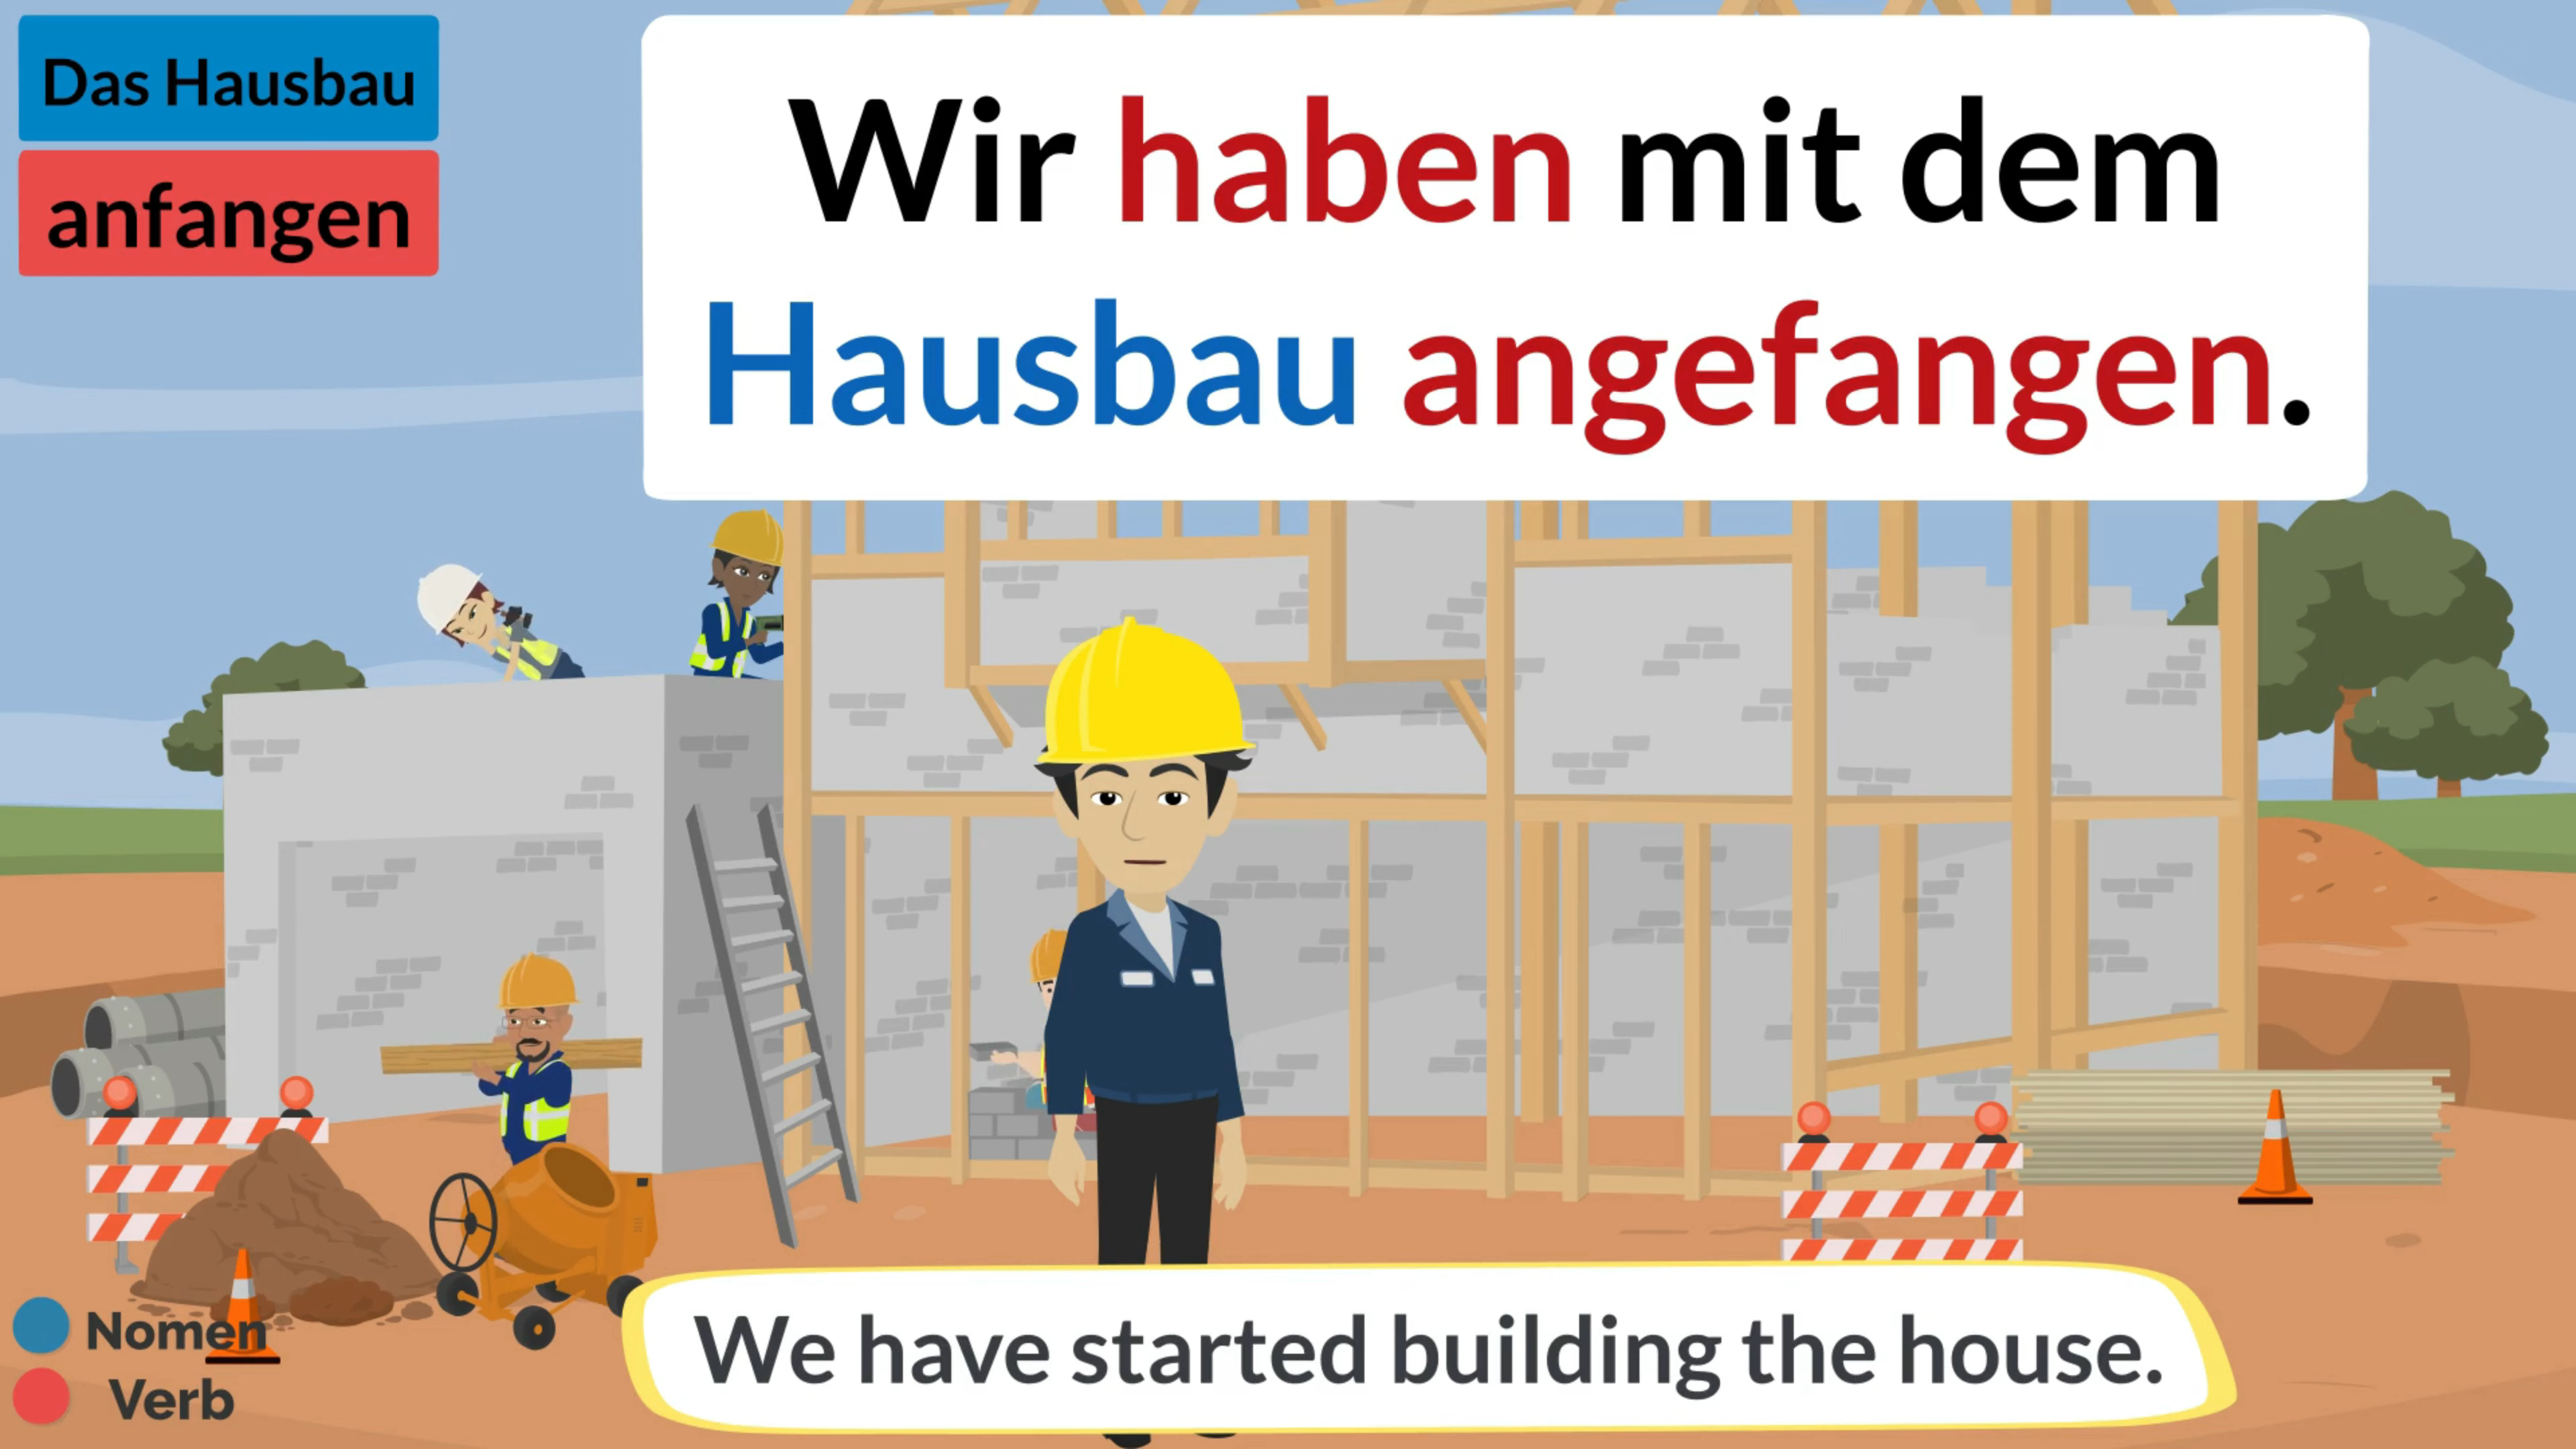 Das Hausbau
anfangen
Wir haben mit dem
Hausbau angefangen.
Nomen
Verb
We have started building the house.